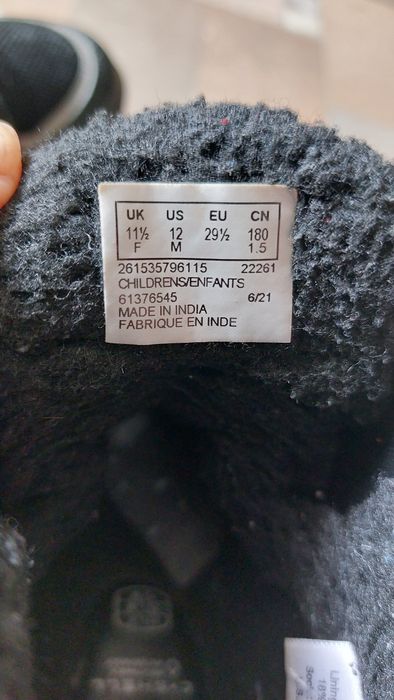 UK US EU CN
11½ 12 29½ 180
F M 1.5
261535796115 22261
CHILDRENS/ENFANTS
61376545 6/21
MADE IN INDIA
FABRIQUE EN INDE